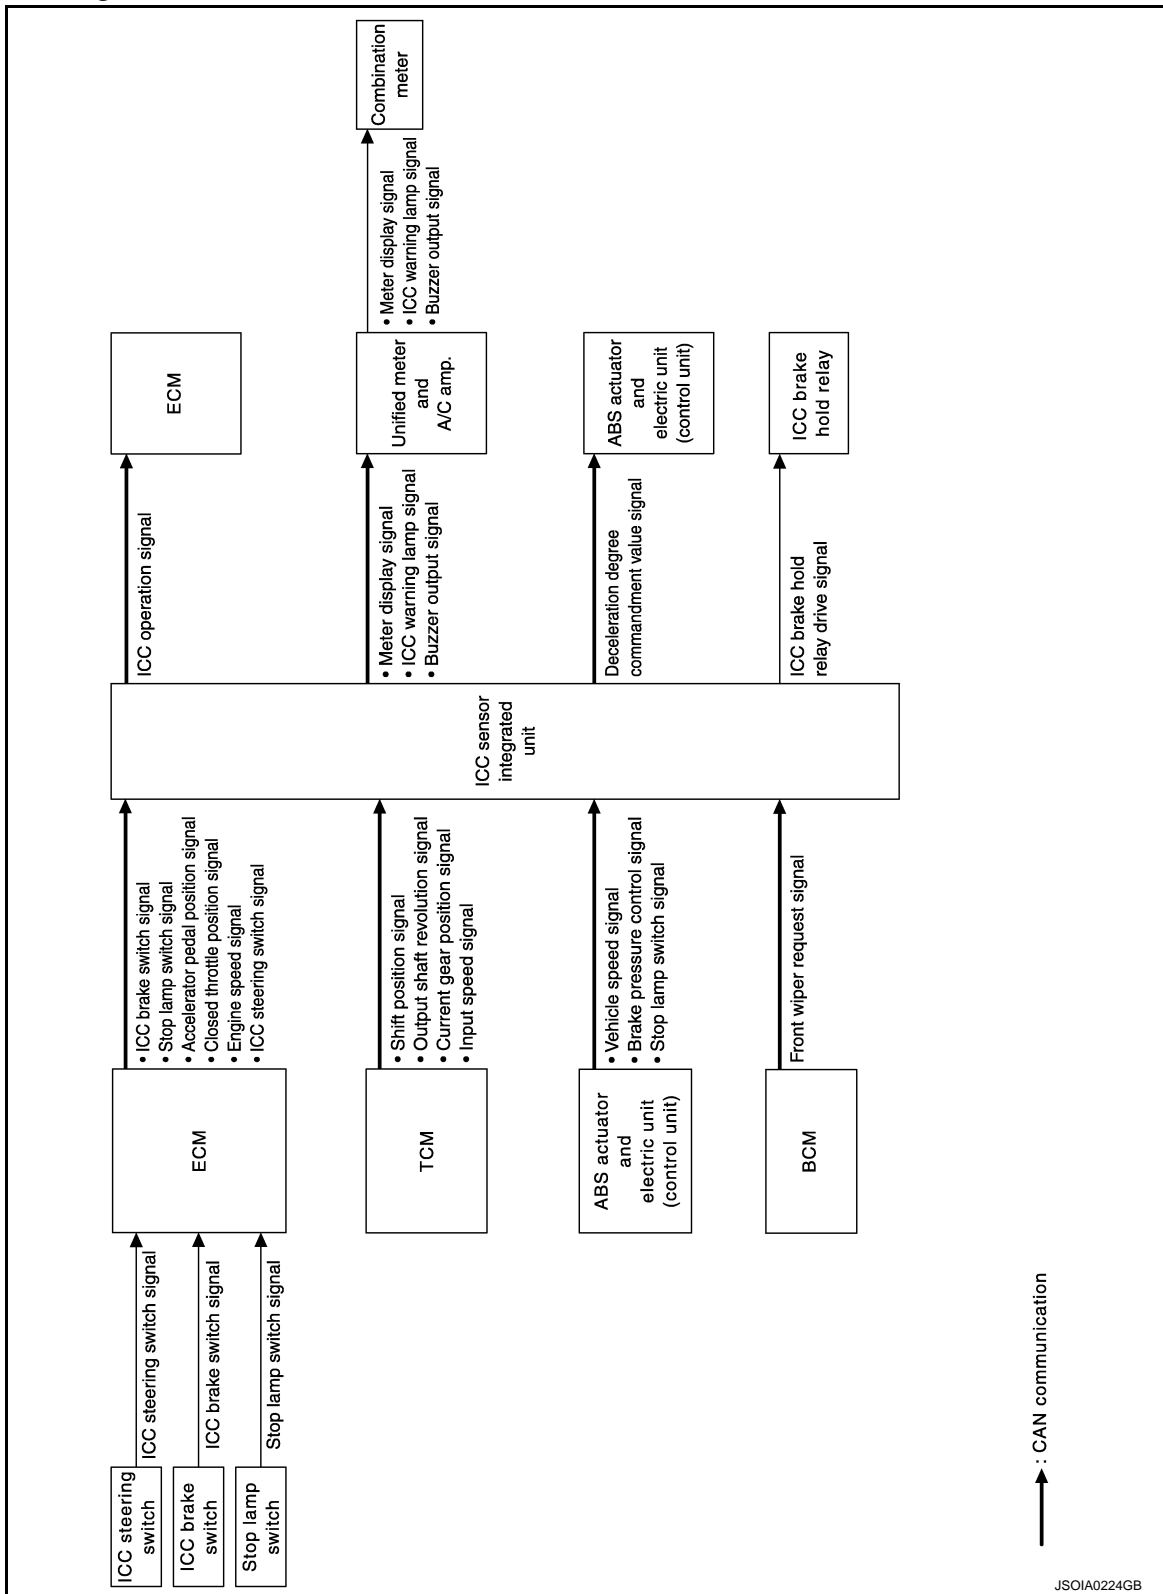 ICC steering
switch
ICC brake
switch
Stop lamp
switch
ICC steering switch signal
ICC brake switch signal
Stop lamp switch signal
ECM
• ICC brake switch signal
• Stop lamp switch signal
• Accelerator pedal position signal
• Closed throttle position signal
• Engine speed signal
• ICC steering switch signal
TCM
• Shift position signal
• Output shaft revolution signal
• Current gear position signal
• Input speed signal
ABS actuator
and
electric unit
(control unit)
• Vehicle speed signal
• Brake pressure control signal
• Stop lamp switch signal
BCM
Front wiper request signal
ICC sensor
integrated
unit
ICC operation signal
ECM
• Meter display signal
• ICC warning lamp signal
• Buzzer output signal
Unified meter
and
A/C amp.
• Meter display signal
• ICC warning lamp signal
• Buzzer output signal
Combination
meter
Deceleration degree
commandment value signal
ABS actuator
and
electric unit
(control unit)
ICC brake hold
relay drive signal
ICC brake
hold relay
: CAN communication
JSOIA0224GB